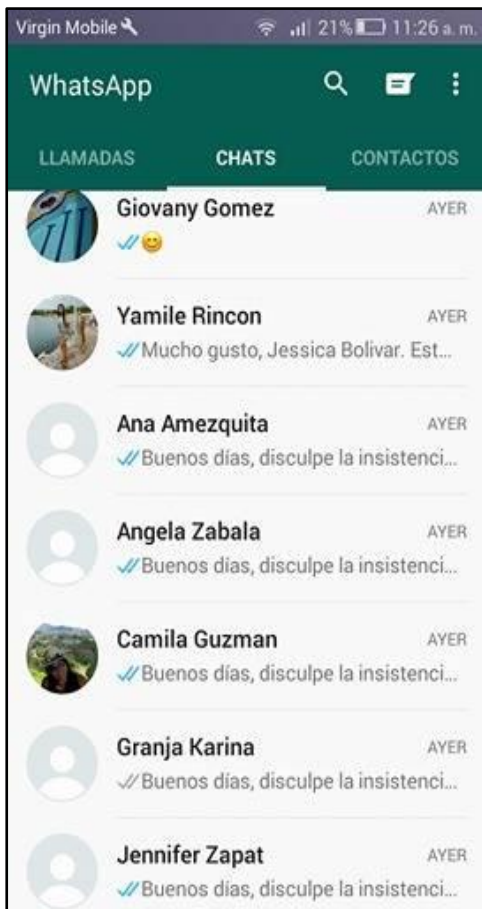 Virgin Mobile 21% 11:26 a. m.
WhatsApp
LLAMADAS CHATS CONTACTOS
Giovany Gomez AYER
Yamile Rincon AYER
Mucho gusto, Jessica Bolivar. Est...
Ana Amezquita AYER
Buenos días, disculpe la insistenci...
Angela Zabala AYER
Buenos días, disculpe la insistenci...
Camila Guzman AYER
Buenos días, disculpe la insistenci...
Granja Karina AYER
Buenos días, disculpe la insistenci...
Jennifer Zapat AYER
Buenos días, disculpe la insistenci...